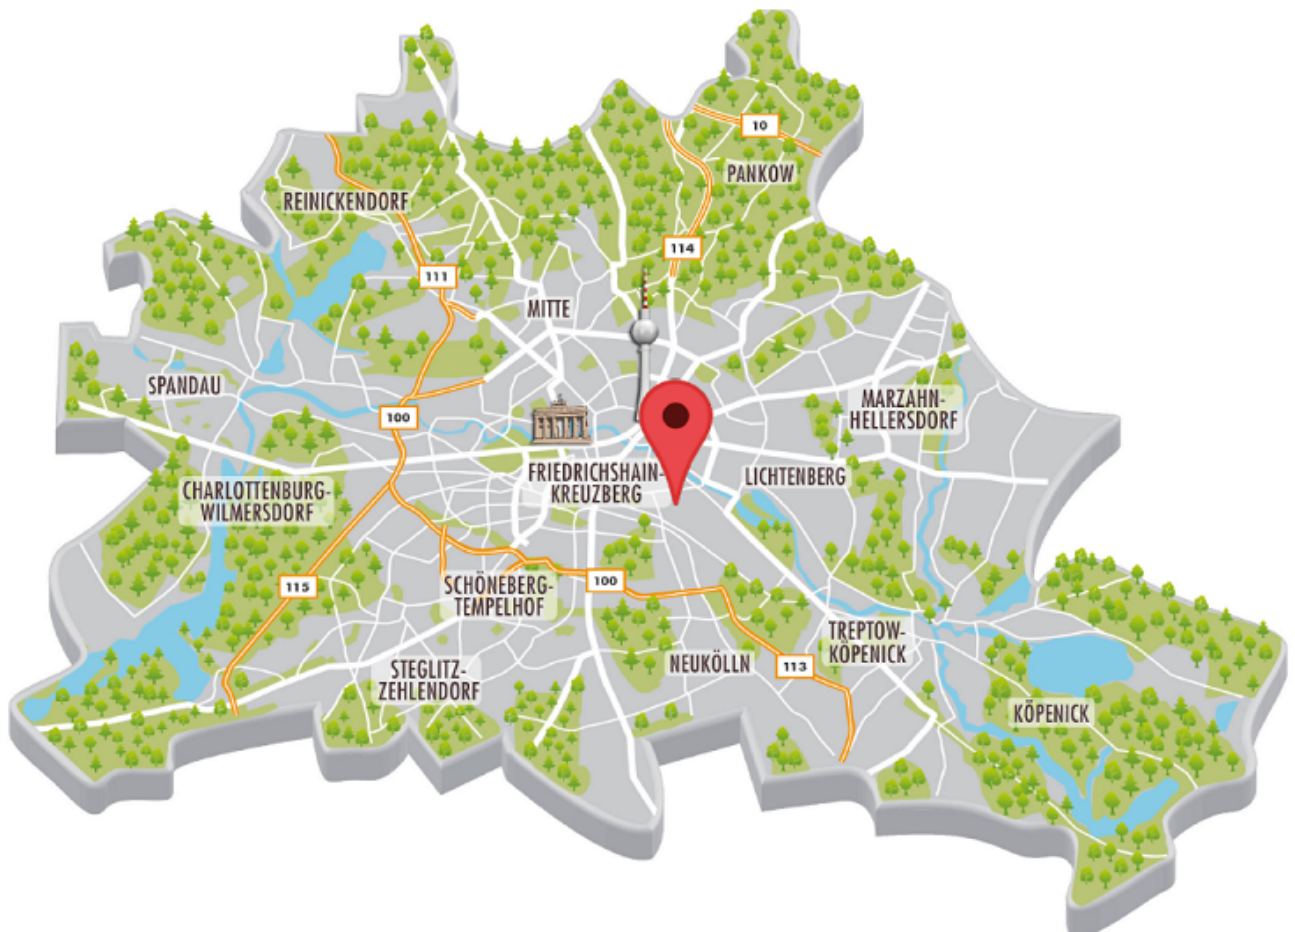 10
PANKOW
REINICKENDORF
114
111
MITTE
SPANDAU
MARZAHN-
HELLERSDORF
100
FRIEDRICHSHAIN-
KREUZBERG
LICHTENBERG
CHARLOTTENBURG-
WILMERSDORF
SCHÖNEBERG-
TEMPELHOF
100
115
TREPTOW-
KÖPENICK
NEUKÖLLN
113
STEGLITZ-
ZEHLENDORF
KÖPENICK